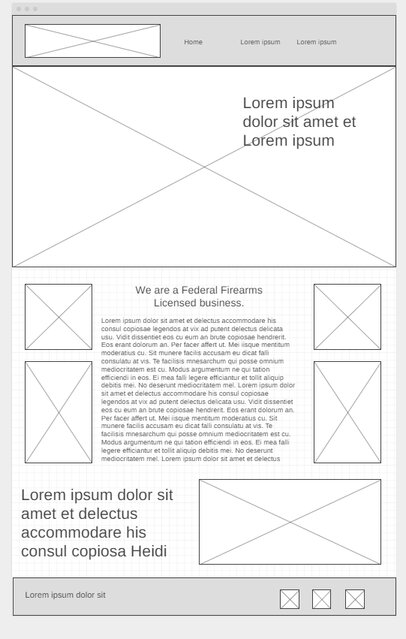 Home Lorem ipsum Lorem ipsum
Lorem ipsum
dolor sit amet et
Lorem ipsum
We are a Federal Firearms
Licensed business.
Lorem ipsum dolor sit amet et delectus accommodare his
consul copiosae legendos at vix ad putent delectus delicata
usu. Vidit dissentiet eos cu eum an brute copiosae hendrerit.
Eos erant dolorum an. Per facer affert ut. Mei iisque mentitum
moderatius cu. Sit munere facilis accusam eu dicat falli
consulatu at vis. Te facilisis mnesarchum qui posse omnium
mediocritatem est cu. Modus argumentum ne qui tation
efficiendi in eos. Ei mea falli legere efficiantur et tollit aliquip
debitis mei. No deserunt mediocritatem mel. Lorem ipsum dolor
sit amet et delectus accommodare his consul copiosae
legendos at vix ad putent delectus delicata usu. Vidit dissentiet
eos cu eum an brute copiosae hendrerit. Eos erant dolorum an.
Per facer affert ut. Mei iisque mentitum moderatius cu. Sit
munere facilis accusam eu dicat falli consulatu at vis. Te
facilisis mnesarchum qui posse omnium mediocritatem est cu.
Modus argumentum ne qui tation efficiendi in eos. Ei mea falli
legere efficiantur et tollit aliquip debitis mei. No deserunt
mediocritatem mel. Lorem ipsum dolor sit amet et delectus
Lorem ipsum dolor sit
amet et delectus
accommodare his
consul copiosa Heidi
Lorem ipsum dolor sit